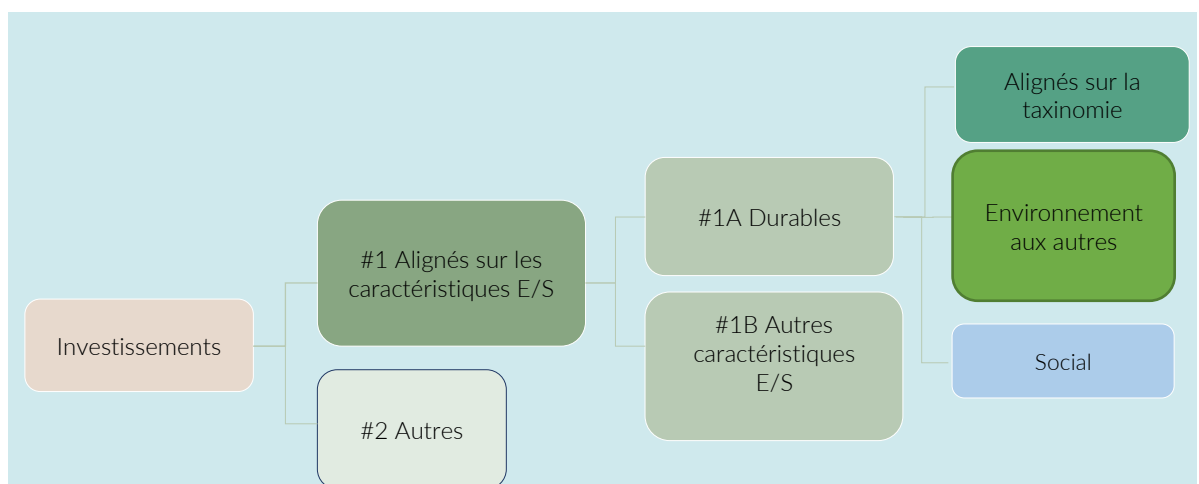 Investissements
#1 Alignés sur les
caractéristiques E/S
#2 Autres
#1A Durables
#1B Autres
caractéristiques
E/S
Alignés sur la
taxinomie
Environnement
aux autres
Social